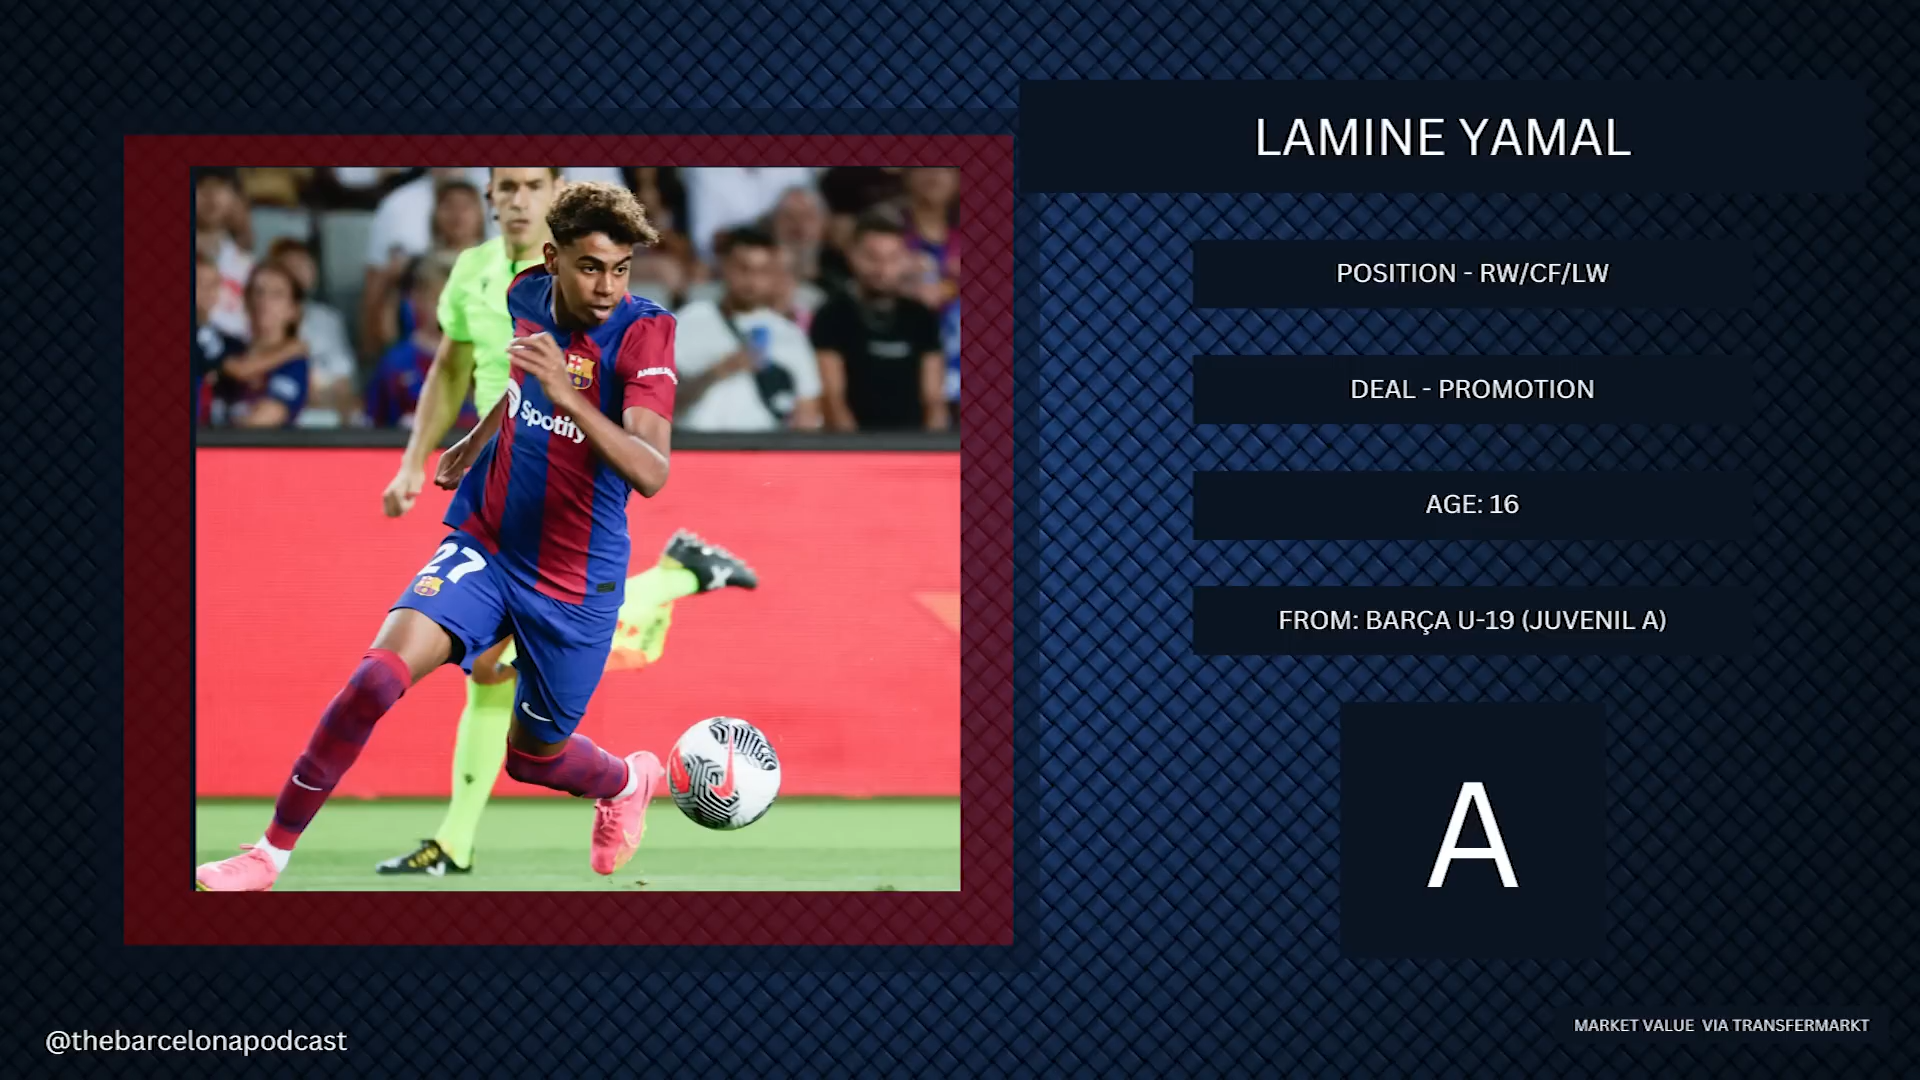 LAMINE YAMAL
POSITION - RW/CF/LW
DEAL - PROMOTION
AGE: 16
FROM: BARÇA U-19 (JUVENIL A)
A
Spotify
27
@thebarcelonapodcast
MARKET VALUE VIA TRANSFERMARKT